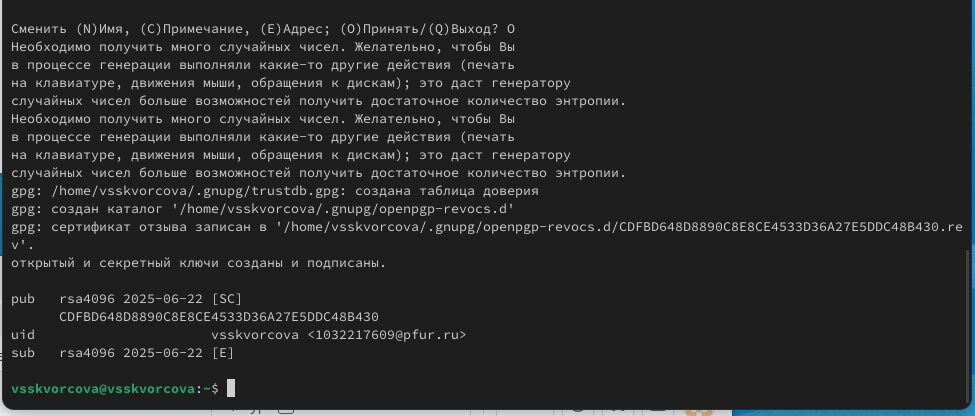 Сменить (N)Имя, (C)Примечание, (E)Адрес; (O)Принять/(Q)Выход? O
Необходимо получить много случайных чисел. Желательно, чтобы Вы
в процессе генерации выполняли какие-то другие действия (печать
на клавиатуре, движения мыши, обращения к дискам); это даст генератору
случайных чисел больше возможностей получить достаточное количество энтропии.
Необходимо получить много случайных чисел. Желательно, чтобы Вы
в процессе генерации выполняли какие-то другие действия (печать
на клавиатуре, движения мыши, обращения к дискам); это даст генератору
случайных чисел больше возможностей получить достаточное количество энтропии.
gpg: /home/vsskvorcova/.gnupg/trustdb.gpg: создана таблица доверия
gpg: создан каталог '/home/vsskvorcova/.gnupg/openpgp-revocs.d'
gpg: сертификат отзыва записан в '/home/vsskvorcova/.gnupg/openpgp-revocs.d/CDFBD648D8890C8E8CE4533D36A27E5DDC48B430.re
v'.
открытый и секретный ключи созданы и подписаны.
pub   rsa4096 2025-06-22 [SC]
      CDFBD648D8890C8E8CE4533D36A27E5DDC48B430
uid                      vsskvorcova <1032217609@pfur.ru>
sub   rsa4096 2025-06-22 [E]
vsskvorcova@vsskvorcova:~$